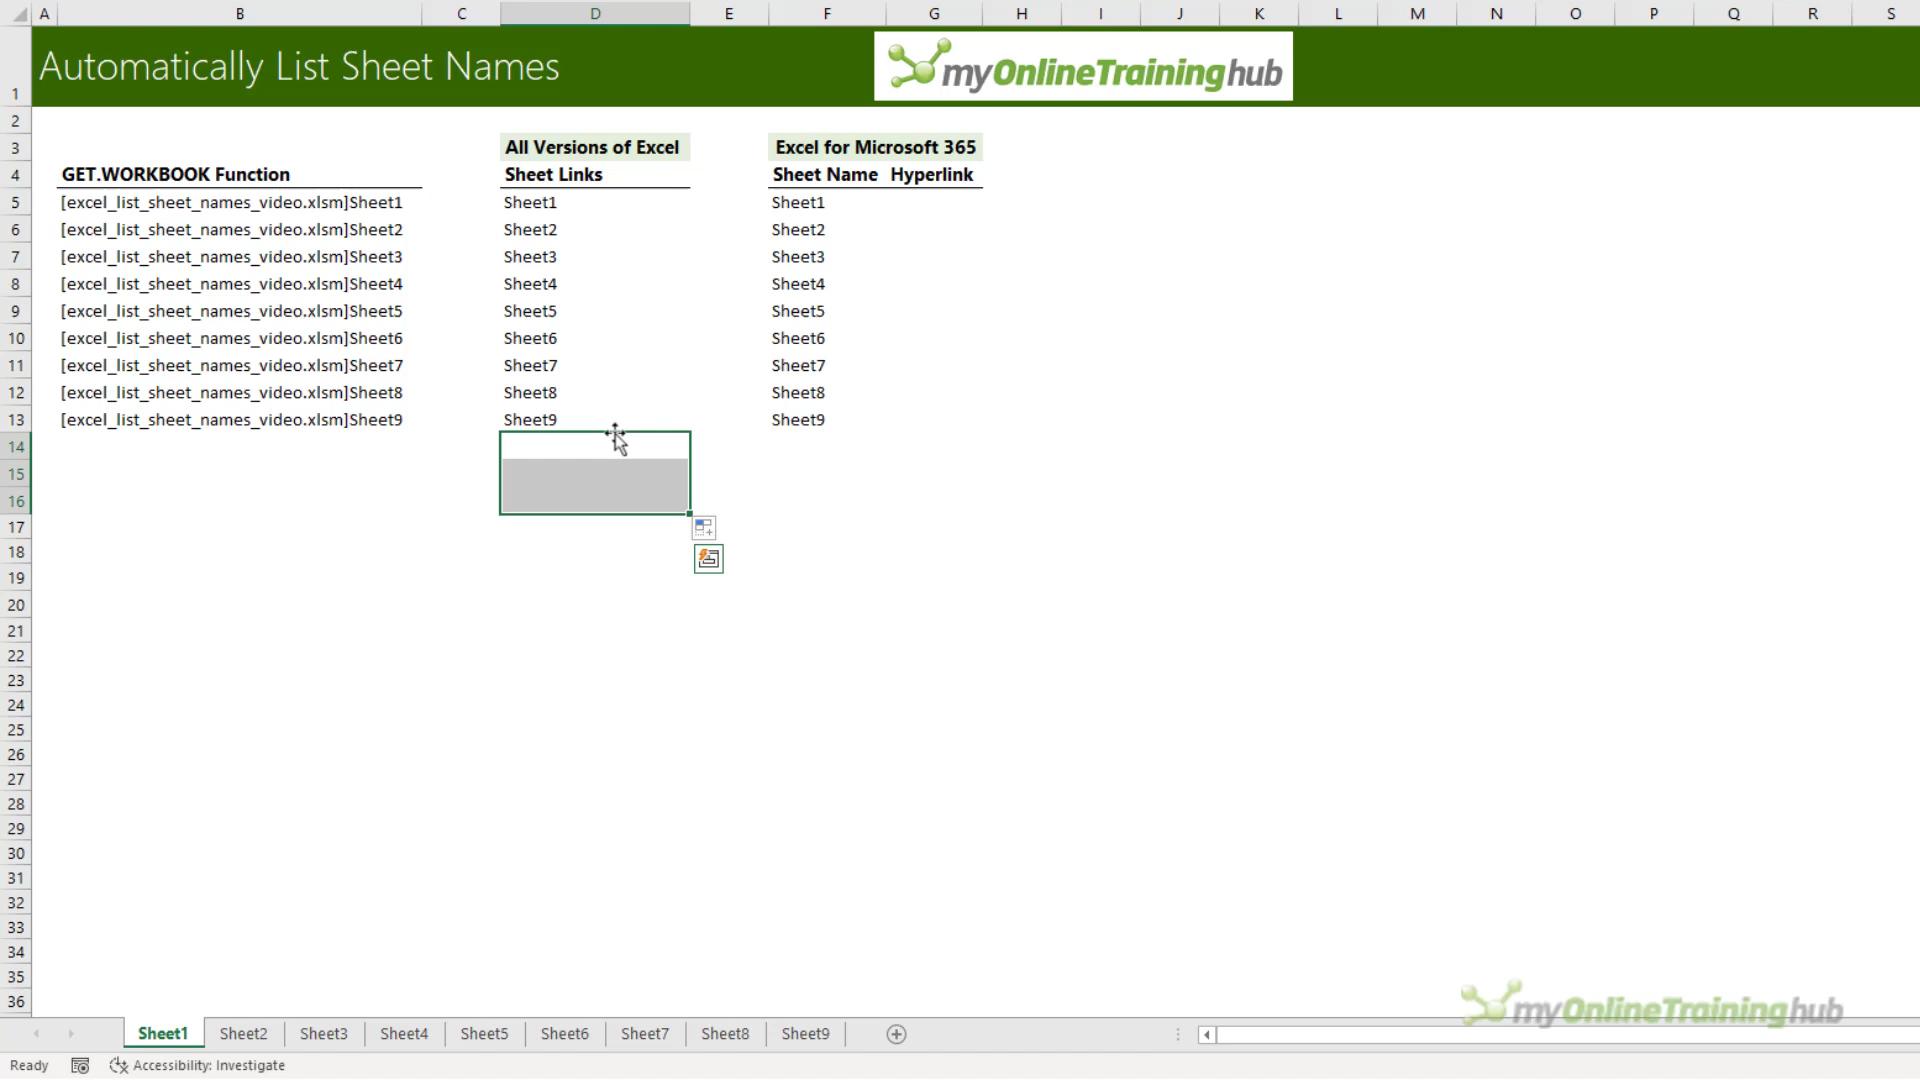 A B C D E F G H I J K L M N O P Q R S
1 Automatically List Sheet Names myOnlineTraininghub
2
3 All Versions of Excel Excel for Microsoft 365
4 GET.WORKBOOK Function Sheet Links Sheet Name Hyperlink
5 [excel_list_sheet_names_video.xlsm]Sheet1 Sheet1 Sheet1
6 [excel_list_sheet_names_video.xlsm]Sheet2 Sheet2 Sheet2
7 [excel_list_sheet_names_video.xlsm]Sheet3 Sheet3 Sheet3
8 [excel_list_sheet_names_video.xlsm]Sheet4 Sheet4 Sheet4
9 [excel_list_sheet_names_video.xlsm]Sheet5 Sheet5 Sheet5
10 [excel_list_sheet_names_video.xlsm]Sheet6 Sheet6 Sheet6
11 [excel_list_sheet_names_video.xlsm]Sheet7 Sheet7 Sheet7
12 [excel_list_sheet_names_video.xlsm]Sheet8 Sheet8 Sheet8
13 [excel_list_sheet_names_video.xlsm]Sheet9 Sheet9 Sheet9
14
15
16
17
18
19
20
21
22
23
24
25
26
27
28
29
30
31
32
33
34
35
36
myOnlineTraininghub
Sheet1 Sheet2 Sheet3 Sheet4 Sheet5 Sheet6 Sheet7 Sheet8 Sheet9
Ready Accessibility: Investigate